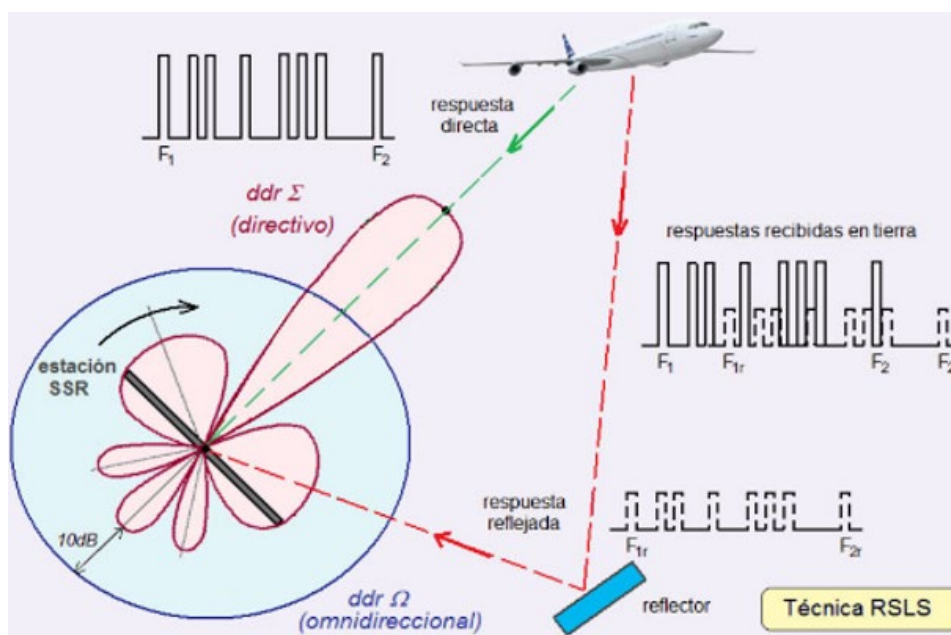 respuesta
directa
F1
F2
ddr Σ
(directivo)
respuestas recibidas en tierra
estación
SSR
F1
F1r
F2
respuesta
reflejada
10dB
F1r
F2r
ddr Ω
(omnidireccional)
reflector
Técnica RSLS